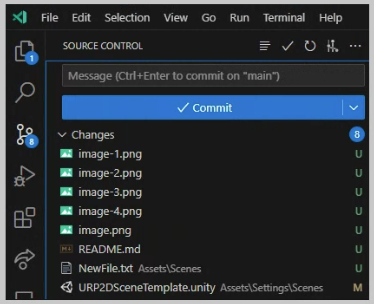 File Edit Selection View Go Run Terminal Help
SOURCE CONTROL
1
Message (Ctrl+Enter to commit on "main")
Commit
Changes 8
8
image-1.png U
image-2.png U
image-3.png U
image-4.png U
image.png U
README.md U
NewFile.txt Assets\Scenes U
URP2DSceneTemplate.unity Assets\Settings\Scenes M